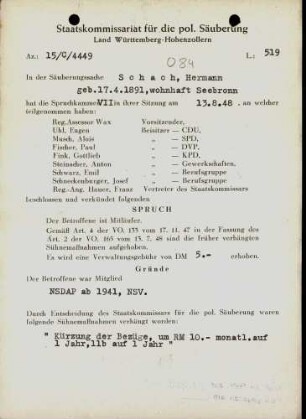 Staatskommissariat für die pol. Säuberung
Land Württemberg-Hohenzollern
Az: 15/C/4449
L.: 519
084
In der Säuberungssache Schach, Hermann
geb.17.4.1891,wohnhaft Seebronn
hat die Spruchkammer VII in ihrer Sitzung am 13.8.48. an welcher
teilgenommen haben:
Reg.Assessor Wax Vorsitzender,
Ukl, Eugen Beisitzer — CDU,
Masch, Alois „ — SPD,
Fischer, Paul „ — DVP,
Fink, Gottlieb „ — KPD,
Steinacher, Anton „ — Gewerkschaften,
Schwarz, Emil „ — Berufsgruppe
Schneckenberger, Josef „ — Berufsgruppe
Reg.-Ang. Hauer, Franz Vertreter des Staatskommissars
beschlossen und verkündet folgenden
SPRUCH
Der Betroffene ist Mitläufer.
Gemäß Art. 4 der VO. 133 vom 17. 11. 47 in der Fassung des
Art. 2 der VO. 165 vom 13. 7. 48 sind die früher verhängten
Sühnemaßnahmen aufgehoben.
Es wird eine Verwaltungsgebühr von DM 5.- erhoben.
Gründe
Der Betroffene war Mitglied
NSDAP ab 1941, NSV.
Durch Entscheidung des Staatskommissars für die pol. Säuberung waren
folgende Sühnemaßnahmen verhängt worden:
" Kürzung der Bezüge, um RM 10.- monatl.auf
1 Jahr,11b auf 1 Jahr"